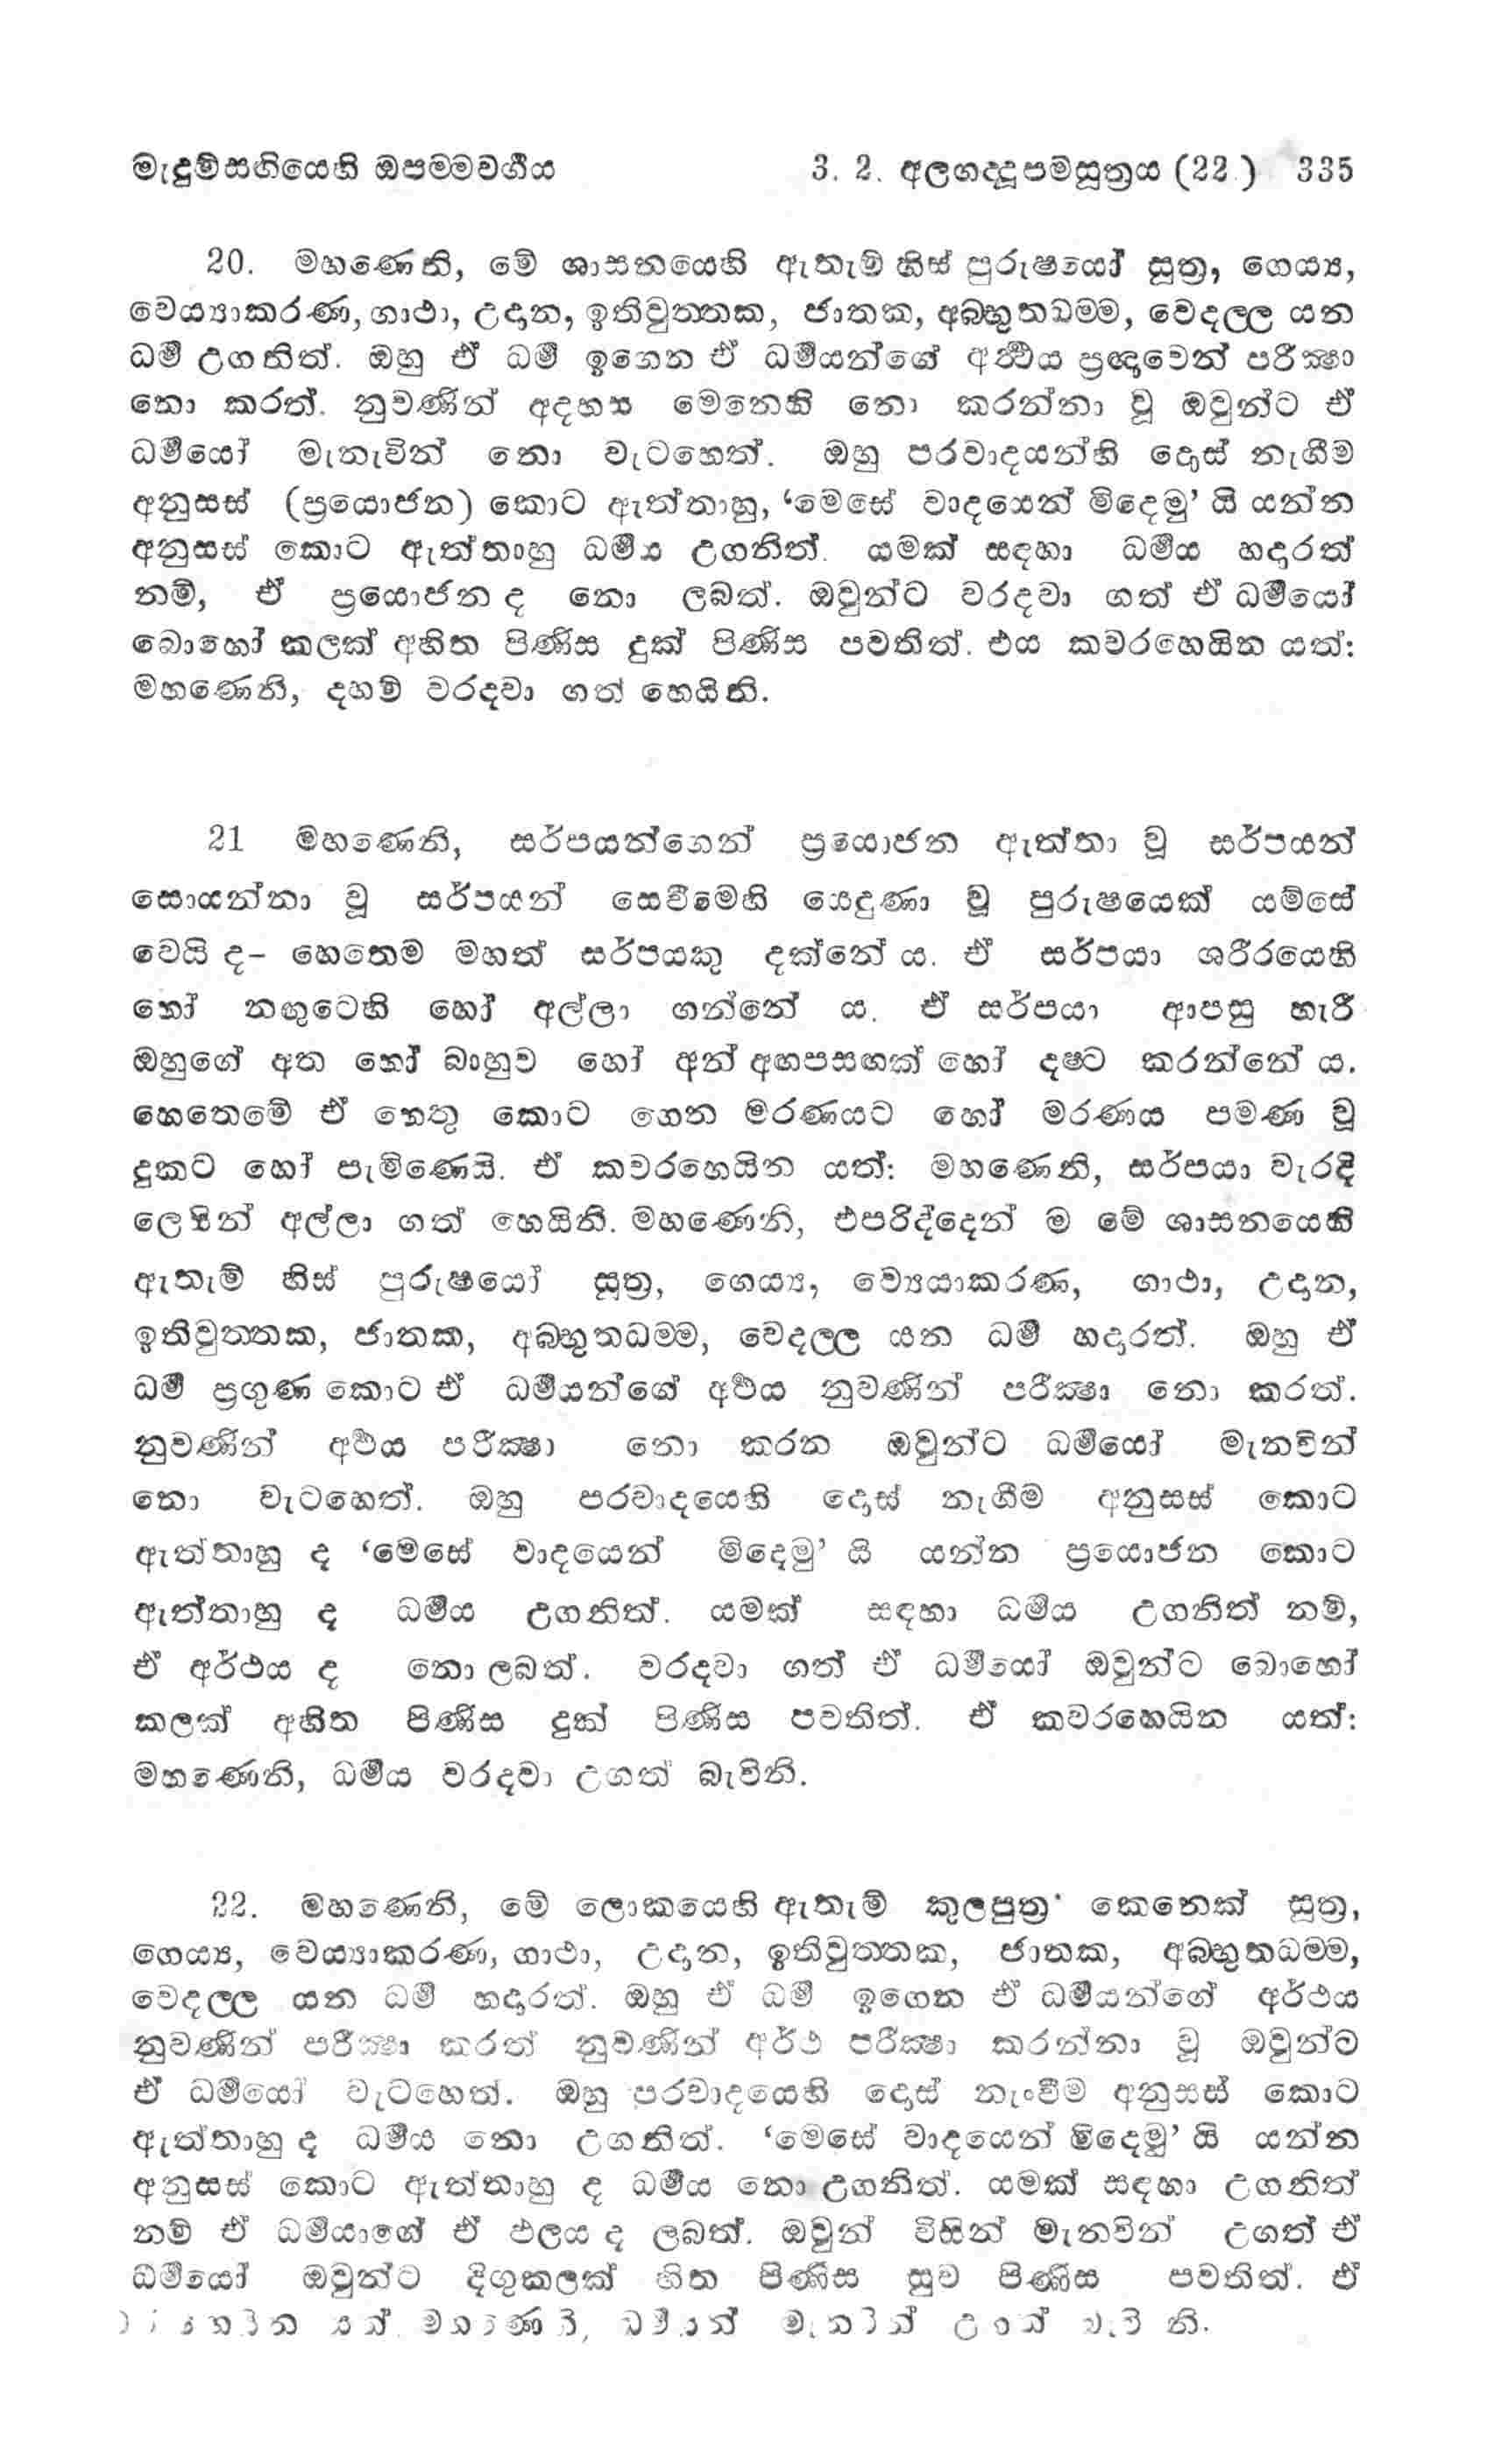 මැදුම්සඟියෙහි ඔපම්මවර්‍ගය 3. 2. අලගද්දූපමසූත්‍රය (22.) 335
20. මහණෙනි, මේ ශාසනයෙහි ඇතැම් හිස් පුරුෂයෝ සූත්‍ර, ගෙය්‍ය,
වෙය්‍යාකරණ, ගාථා, උදාන, ඉතිවුත්තක, ජාතක, අබ්භුතධම්ම, වෙදල්ල යන
ධර්‍ම උගනිත්. ඔහු ඒ ධර්‍ම ඉගෙන ඒ ධර්‍මයන්ගේ අර්‍ත්‍ථය ප්‍රඥාවෙන් පරීක්‍ෂා
නො කරත්. නුවණින් අදහස මෙනෙහි නො කරන්නා වූ ඔවුන්ට ඒ
ධර්‍මයෝ මැනැවින් නො වැටහෙත්. ඔහු පරවාදයන්හි දොස් නැගීම
අනුසස් (ප්‍රයොජන) කොට ඇත්තාහු, ‘මෙසේ වාදයෙන් මිදෙමු’ යි යන්න
අනුසස් කොට ඇත්තාහු ධර්‍මය උගනිත්. යමක් සඳහා ධර්‍මය හදාරත්
නම්, ඒ ප්‍රයොජන ද නො ලබත්. ඔවුන්ට වරදවා ගත් ඒ ධර්‍මයෝ
බොහෝ කලක් අහිත පිණිස දුක් පිණිස පවතිත්. එය කවරහෙයින යත්:
මහණෙනි, දහම් වරදවා ගත් හෙයිනි.
21 මහණෙනි, සර්පයන්ගෙන් ප්‍රයොජන ඇත්තා වූ සර්පයන්
සොයන්නා වූ සර්පයන් සෙවීමෙහි යෙදුණා වූ පුරුෂයෙක් යම්සේ
වෙයි ද– හෙතෙම මහත් සර්පයකු දක්නේ ය. ඒ සර්පයා ශරීරයෙහි
හෝ නඟුටෙහි හෝ අල්ලා ගන්නේ ය. ඒ සර්පයා ආපසු හැරී
ඔහුගේ අත හෝ බාහුව හෝ අන් අඟපසඟක් හෝ දෂ්ට කරන්නේ ය.
හෙතෙමේ ඒ හෙතු කොට ගෙන මරණයට හෝ මරණය පමණ වූ
දුකට හෝ පැමිණෙයි. ඒ කවරහෙයින යත්: මහණෙනි, සර්පයා වැරදි
ලෙසින් අල්ලා ගත් හෙයිනි. මහණෙනි, එපරිද්දෙන් ම මේ ශාසනයෙහි
ඇතැම් හිස් පුරුෂයෝ සූත්‍ර, ගෙය්‍ය, ව්‍යෙයාකරණ, ගාථා, උදාන,
ඉතිවුත්තක, ජාතක, අබ්භුතධම්ම, වෙදල්ල යන ධර්‍ම හදාරත්. ඔහු ඒ
ධර්‍ම ප්‍රගුණ කොට ඒ ධර්‍මයන්ගේ අර්‍ථය නුවණින් පරීක්‍ෂා නො කරත්.
නුවණින් අර්‍ථය පරීක්‍ෂා නො කරන ඔවුන්ට ධර්‍මයෝ මැනවින්
නො වැටහෙත්. ඔහු පරවාදයෙහි දොස් නැගීම අනුසස් කොට
ඇත්තාහු ද ‘මෙසේ වාදයෙන් මිදෙමු’ යි යන්න ප්‍රයොජන කොට
ඇත්තාහු ද ධර්‍මය උගනිත්. යමක් සඳහා ධර්‍මය උගනිත් නම්,
ඒ අර්ථය ද නො ලබත්. වරදවා ගත් ඒ ධර්‍මයෝ ඔවුන්ට බොහෝ
කලක් අහිත පිණිස දුක් පිණිස පවතිත්. ඒ කවරහෙයින යත්:
මහණෙනි, ධර්‍මය වරදවා උගත් බැවිනි.
22. මහණෙනි, මේ ලොකයෙහි ඇතැම් කුලපුත්‍ර කෙනෙක් සූත්‍ර,
ගෙය්‍ය, වෙය්‍යාකරණ, ගාථා, උදාන, ඉතිවුත්තක, ජාතක, අබ්භුතධම්ම,
වෙදල්ල යන ධර්‍ම හදාරත්. ඔහු ඒ ධර්‍ම ඉගෙන ඒ ධර්‍මයන්ගේ අර්ථය
නුවණින් පරීක්‍ෂා කරත් නුවණින් අර්ථ පරීක්‍ෂා කරන්නා වූ ඔවුන්ට
ඒ ධර්‍මයෝ වැටහෙත්. ඔහු පරවාදයෙහි දොස් නැංවීම අනුසස් කොට
ඇත්තාහු ද ධර්‍මය නො උගනිත්. ‘මෙසේ වාදයෙන් මිදෙමු’ යි යන්න
අනුසස් කොට ඇත්තාහු ද ධර්‍මය නො උගනිත්. යමක් සඳහා උගනිත්
නම් ඒ ධර්‍මයාගේ ඒ ඵලය ද ලබත්. ඔවුන් විසින් මැනවින් උගත් ඒ
ධර්‍මයෝ ඔවුන්ට දිගුකලක් හිත පිණිස සුව පිණිස පවතිත්. ඒ
යත් මහණෙනි, ධර්‍මයන් මැනවින් උගත් බැවිනි.